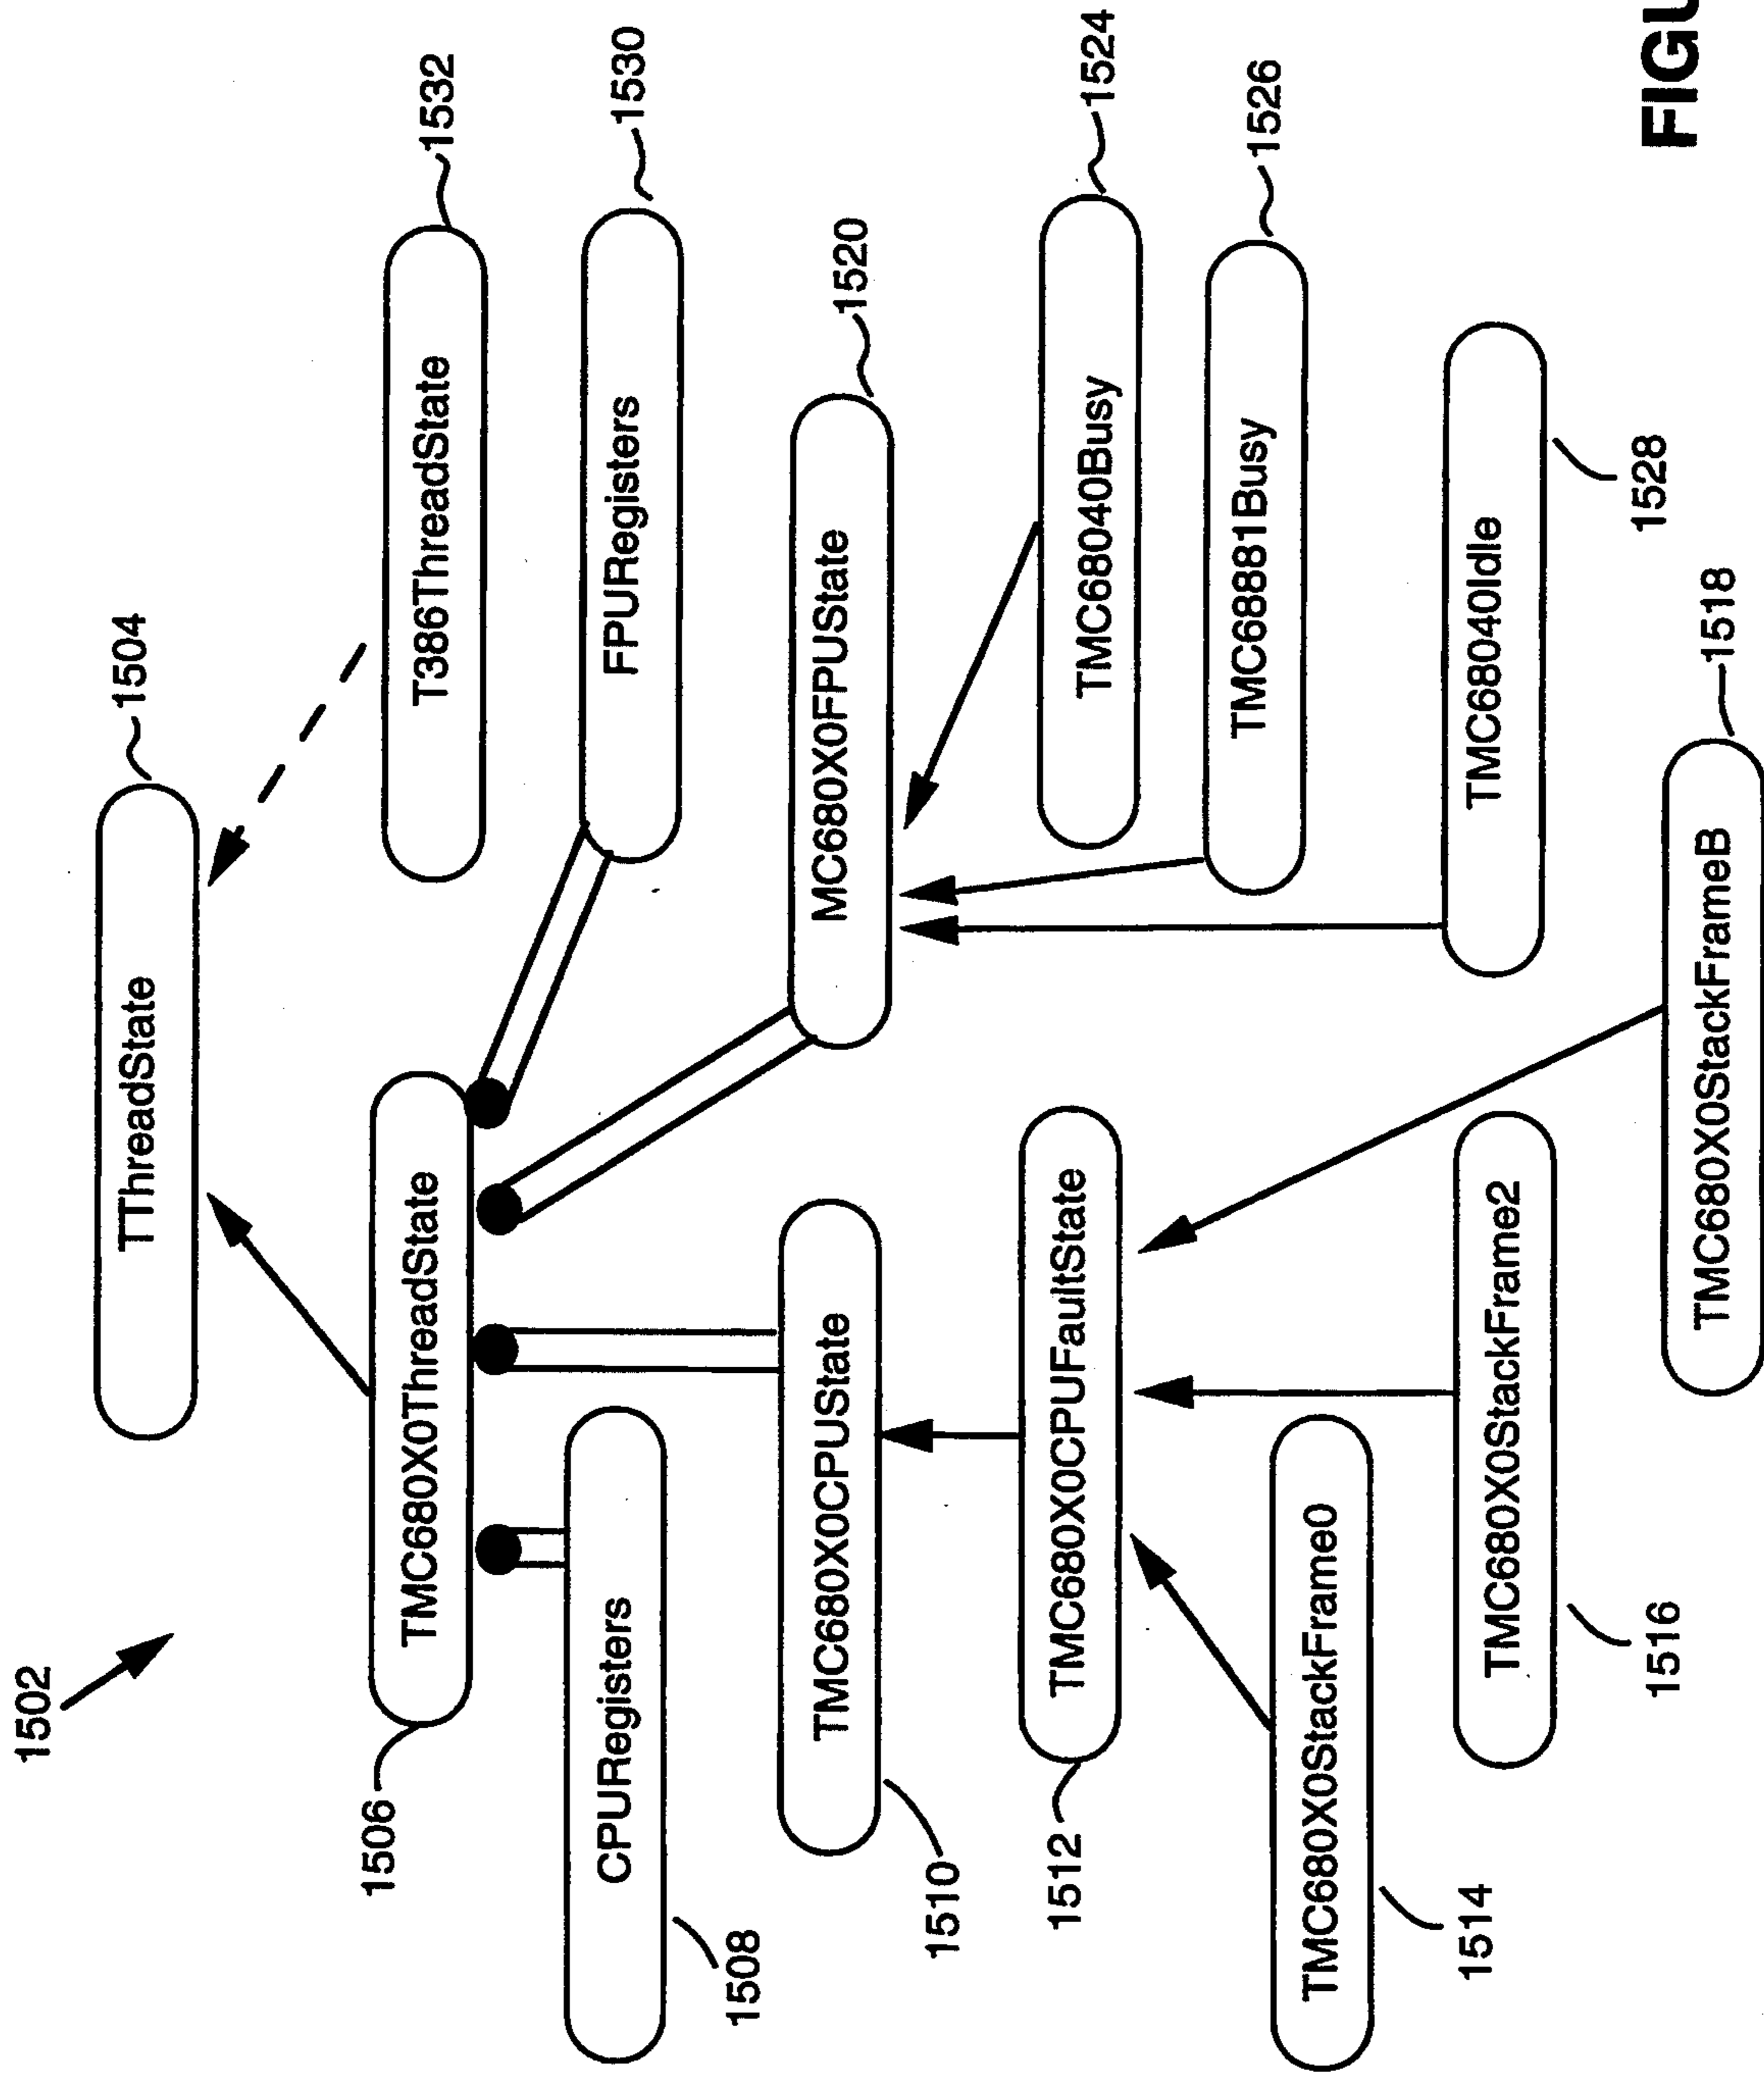 1502
TThreadState
1504
1506
TMC680X0ThreadState
T386ThreadState
1532
CPURegisters
1508
FPURegisters
1530
TMC680X0CPUState
1510
MC680X0FPUState
1520
TMC680X0CPUFaultState
1512
TMC68040Busy
1524
TMC68881Busy
1526
TMC680X0StackFrame0
1514
TMC680X0StackFrame2
1516
TMC68040Idle
1528
TMC680X0StackFrameB
1518